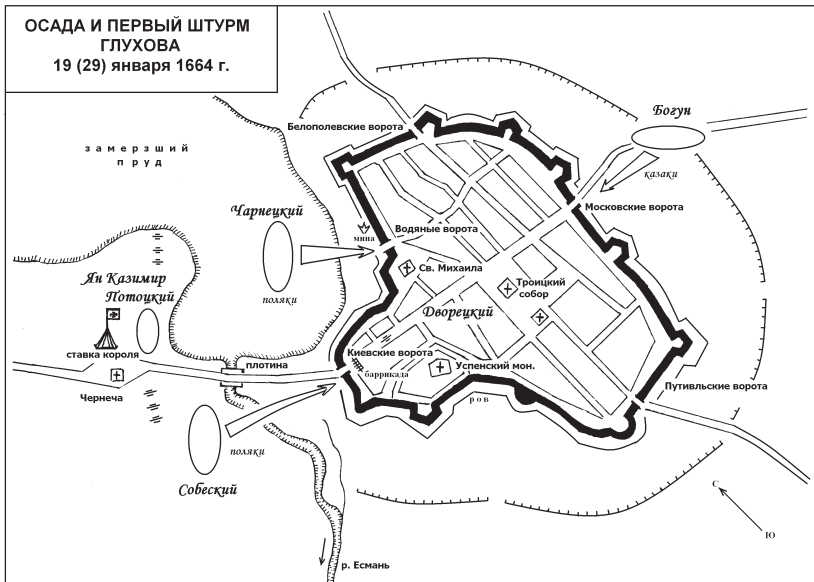 ОСАДА И ПЕРВЫЙ ШТУРМ
ГЛУХОВА
19 (29) января 1664 г.
замерзший
пруд
Белополевские ворота
Богун
казаки
Московские ворота
Чарнецкий
мина
Водяные ворота
поляки
Св. Михаила
Троицкий
собор
Ян Казимир
Потоцкий
Дворецкий
ставка короля
плотина
Киевские ворота
баррикада
Успенский мон.
Чернеча
ров
Путивльские ворота
поляки
Собеский
С
Ю
р. Есмань